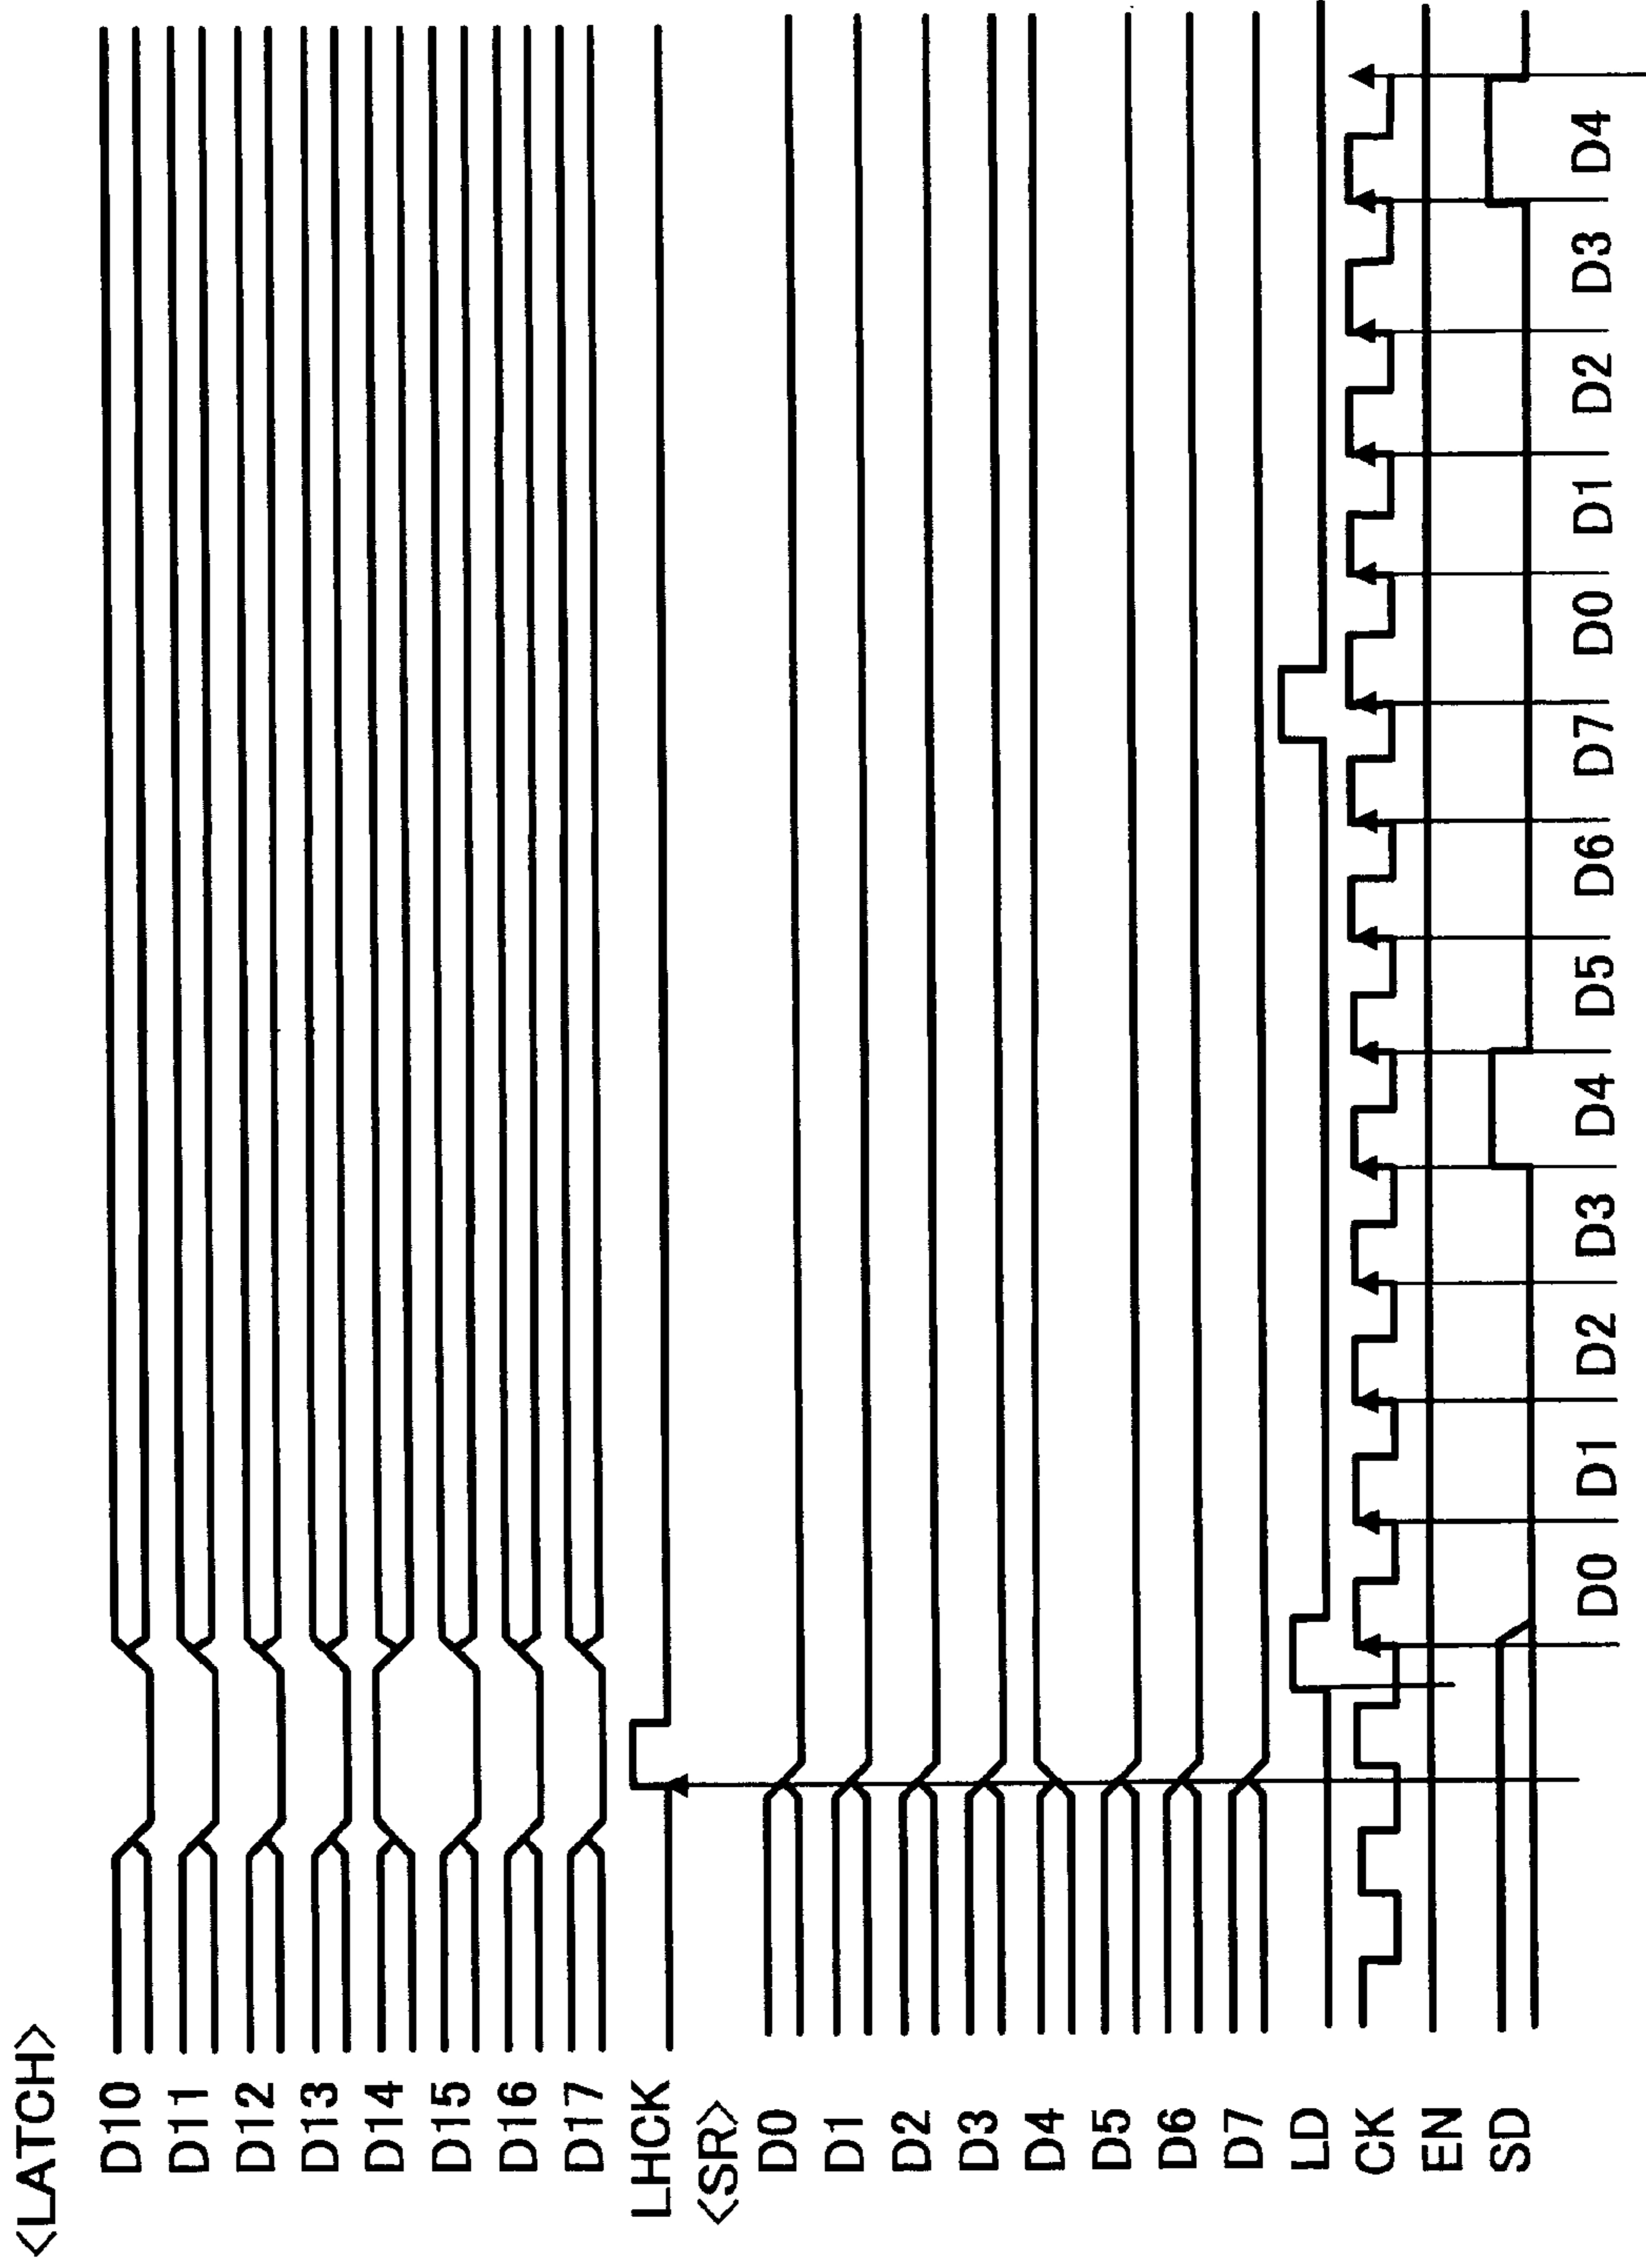 <LATCH>
D10
D11
D12
D13
D14
D15
D16
D17
LHCK
<SR>
D0
D1
D2
D3
D4
D5
D6
D7
LD
CK
EN
SD
D0 D1 D2 D3 D4 D5 D6 D7 D0 D1 D2 D3 D4